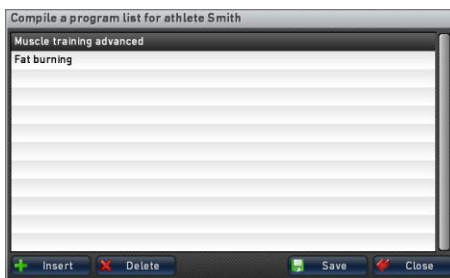 Compile a program list for athlete Smith
Muscle training advanced
Fat burning
Insert Delete Save Close